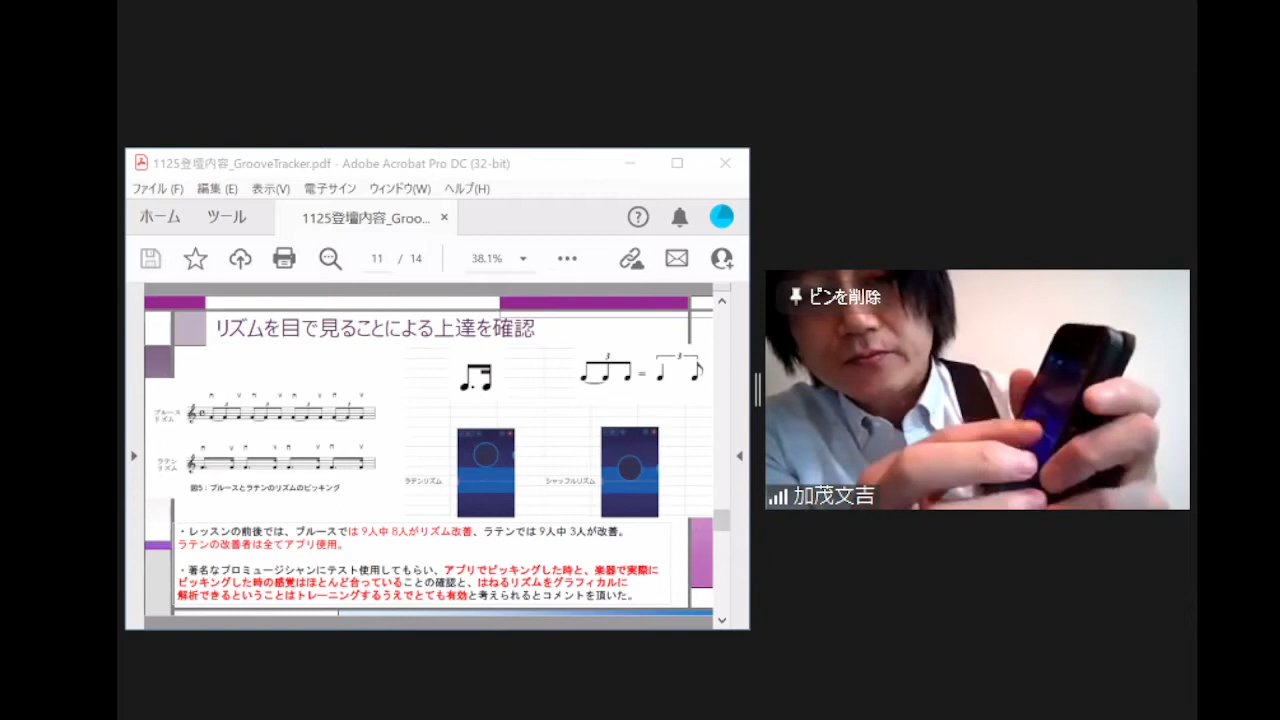 1125登壇内容_GrooveTracker.pdf - Adobe Acrobat Pro DC (32-bit)
ファイル(F) 編集(E) 表示(V) 電子サイン ウィンドウ(W) ヘルプ(H)
ホーム ツール 1125登壇内容_Groo... ×
11 / 14 38.1%
リズムを目で見ることによる上達を確認
3 = 3
ブルース
リズム
ラテン
リズム
図5:ブルースとラテンのリズムのピッキング
ラテンリズム シャッフルリズム
・レッスンの前後では、ブルースでは9人中8人がリズム改善、ラテンでは9人中3人が改善。
ラテンの改善者は全てアプリ使用。
・著名なプロミュージシャンにテスト使用してもらい、アプリでピッキングした時と、楽器で実際に
ピッキングした時の感覚はほとんど合っていることの確認と、はねるリズムをグラフィカルに
解析できるということはトレーニングするうえでとても有効と考えられるとコメントを頂いた。
ピンを削除
加茂文吉